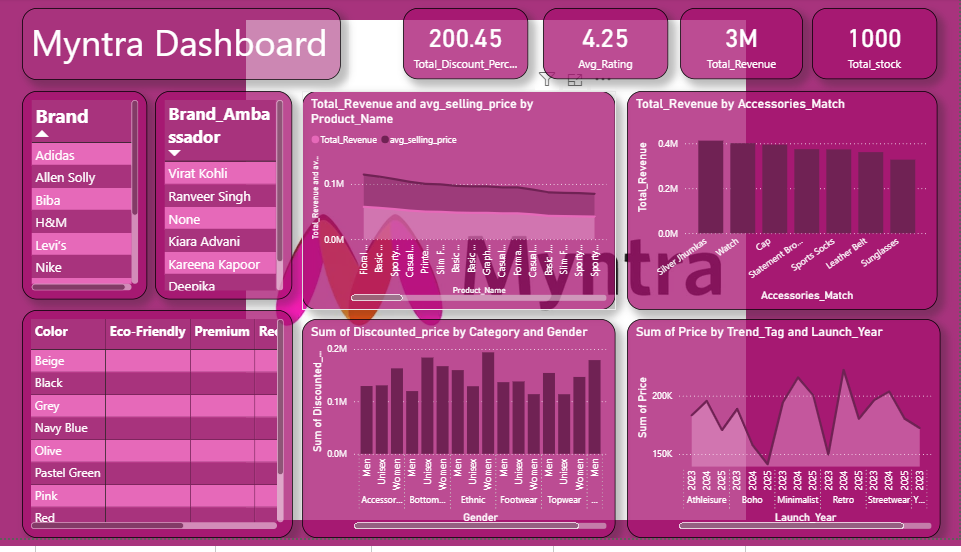 Myntra Dashboard
200.45
Total_Discount_Perc...
4.25
Avg_Rating
3M
Total_Revenue
1000
Total_stock
Brand
Adidas
Allen Solly
Biba
H&M
Levi's
Nike
Brand_Amba
ssador
Virat Kohli
Ranveer Singh
None
Kiara Advani
Kareena Kapoor
Deepika
Total_Revenue and avg_selling_price by
Product_Name
Total_Revenue avg_selling_price
Total_Revenue and av...
0.1M
0.0M
Floral ...
Basic ...
Sporty ...
Casual...
Printe...
Slim F...
Basic ...
Basic ...
Graph...
Casual...
Forma...
Casual...
Basic ...
Slim F...
Sporty ...
Sporty ...
Product_Name
Total_Revenue by Accessories_Match
Total_Revenue
0.4M
0.2M
0.0M
Silver Jhumkas
Watch
Cap
Statement Bro...
Sports Socks
Leather Belt
Sunglasses
Accessories_Match
Myntra
Color Eco-Friendly Premium Rec
Beige
Black
Grey
Navy Blue
Olive
Pastel Green
Pink
Red
Sum of Discounted_price by Category and Gender
Sum of Discounted_...
0.2M
0.1M
0.0M
Men Unisex Women Men Unisex Women Men Unisex Women Men Unisex Women Men Unisex Women Men
Accessor... Bottom... Ethnic Footwear Topwear ...
Gender
Sum of Price by Trend_Tag and Launch_Year
Sum of Price
200K
150K
2023 2024 2025 2023 2024 2025 2023 2024 2025 2023 2024 2025 2023 2024 2025 2023
Athleisure Boho Minimalist Retro Streetwear Y...
Launch_Year